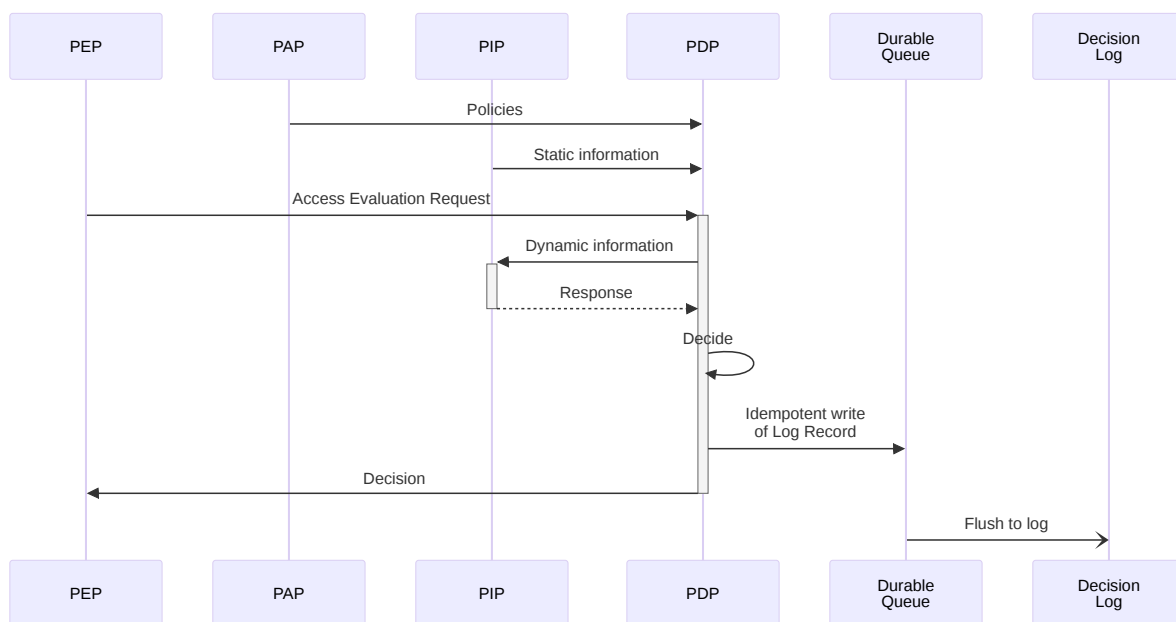 PEP
PAP
PIP
PDP
Durable
Queue
Decision
Log
Policies
Static information
Access Evaluation Request
Dynamic information
Response
Decide
Idempotent write
of Log Record
Decision
Flush to log
PEP
PAP
PIP
PDP
Durable
Queue
Decision
Log